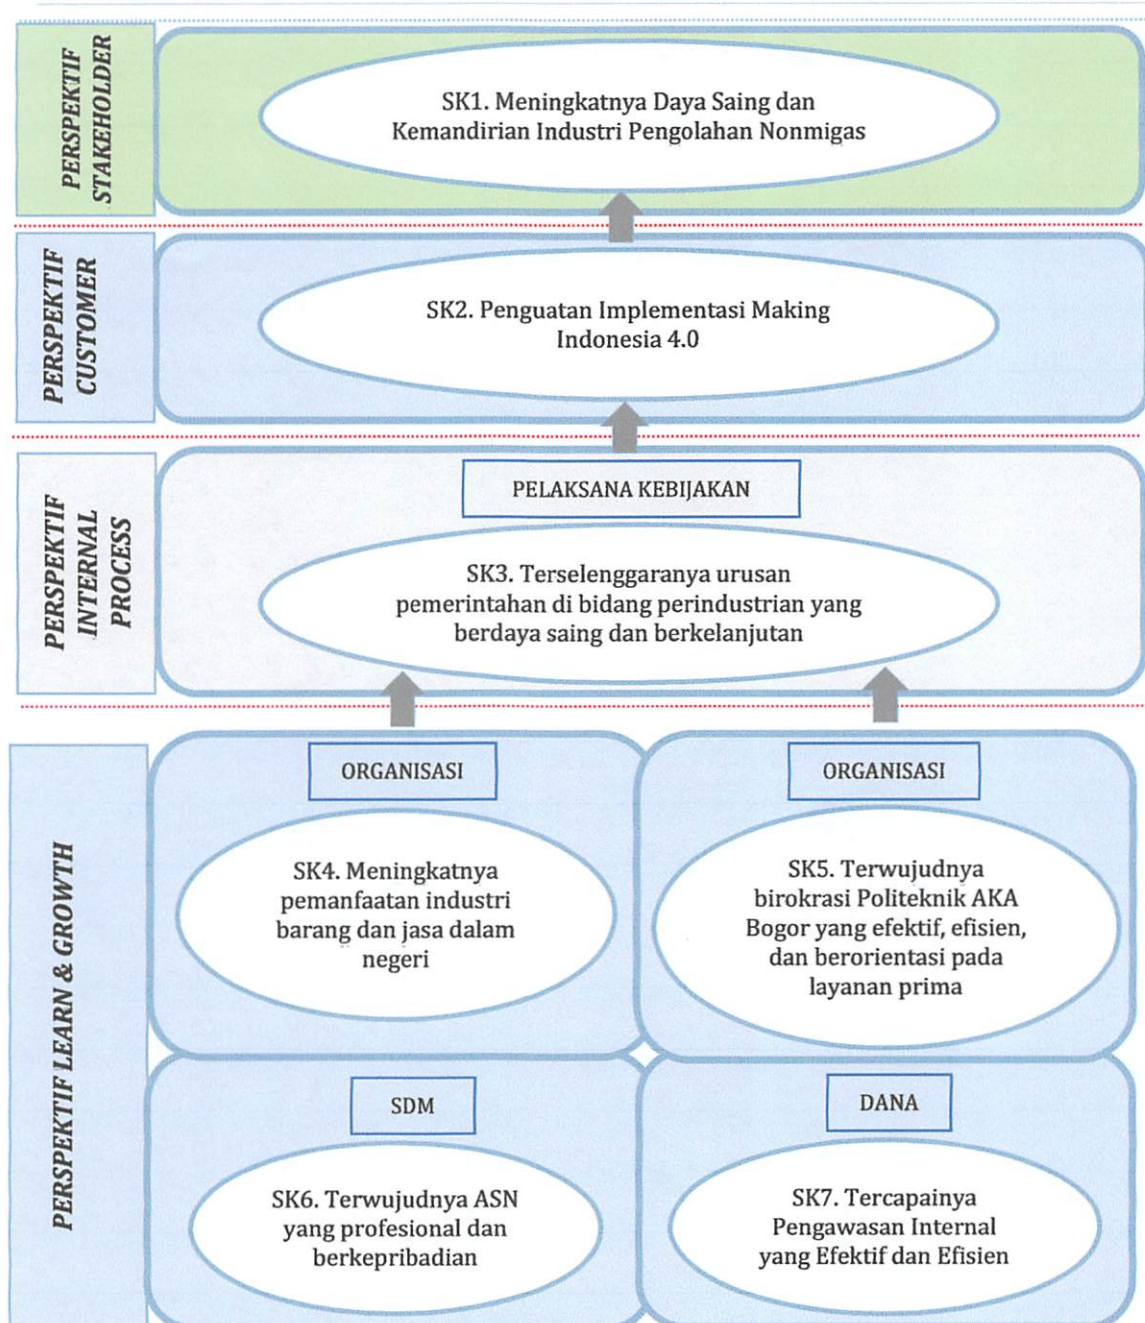 PERSPEKTIF
STAKEHOLDER
SK1. Meningkatnya Daya Saing dan
Kemandirian Industri Pengolahan Nonmigas
PERSPEKTIF
CUSTOMER
SK2. Penguatan Implementasi Making
Indonesia 4.0
PERSPEKTIF
INTERNAL
PROCESS
PELAKSANA KEBIJAKAN
SK3. Terselenggaranya urusan
pemerintahan di bidang perindustrian yang
berdaya saing dan berkelanjutan
PERSPEKTIF LEARN & GROWTH
ORGANISASI
SK4. Meningkatnya
pemanfaatan industri
barang dan jasa dalam
negeri
ORGANISASI
SK5. Terwujudnya
birokrasi Politeknik AKA
Bogor yang efektif, efisien,
dan berorientasi pada
layanan prima
SDM
SK6. Terwujudnya ASN
yang profesional dan
berkepribadian
DANA
SK7. Tercapainya
Pengawasan Internal
yang Efektif dan Efisien